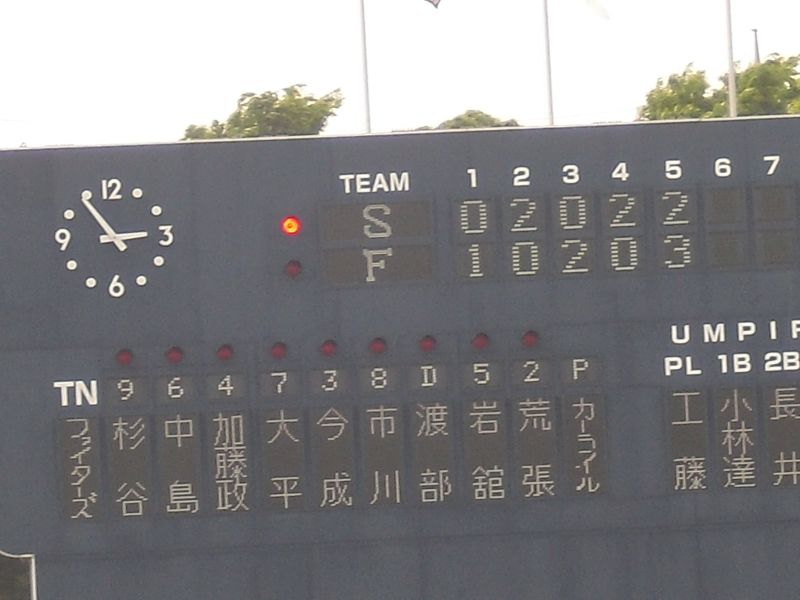 12
9 3
6
TEAM 1 2 3 4 5 6 7
S 0 2 0 2 2
F 1 0 2 0 3
UMPIR
PL 1B 2B
TN 9 6 4 7 3 8 D 5 2 P
ファイターズ 杉谷 中島 加藤政 大平 今成 市川 渡部 岩舘 荒張 カーライル 工藤 小林達 長井